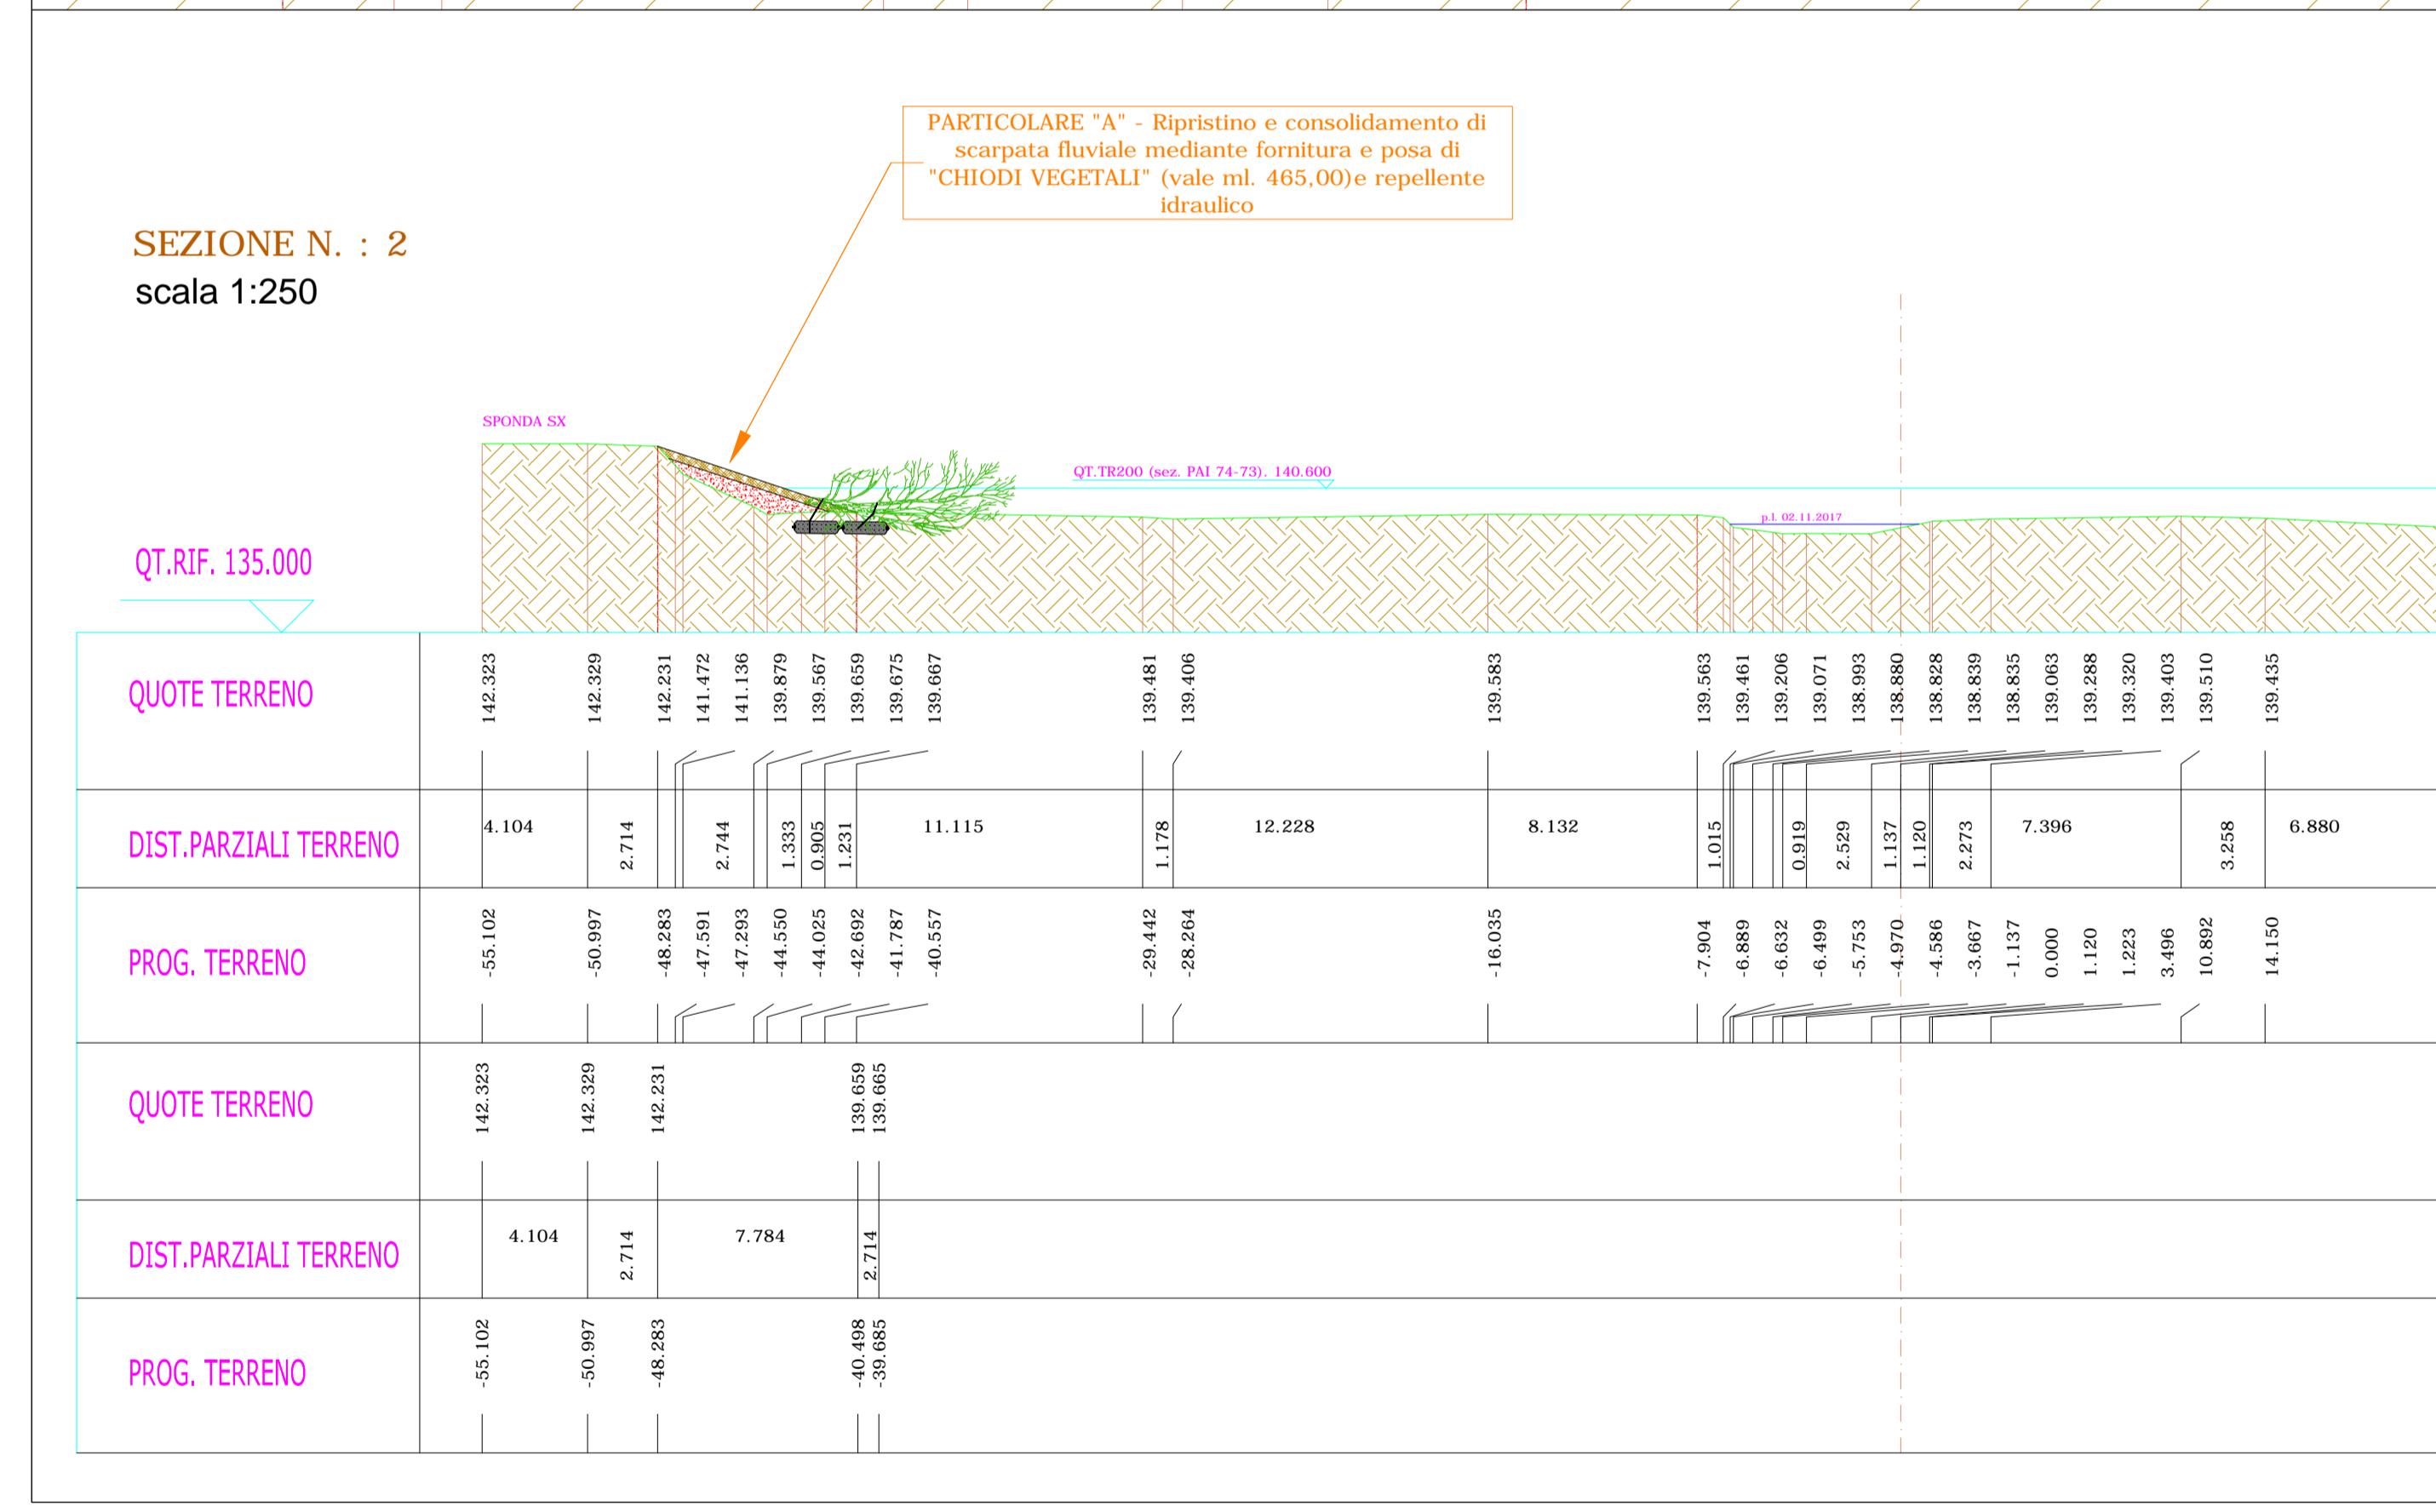 PARTICOLARE "A" - Ripristino e consolidamento di
scarpata fluviale mediante fornitura e posa di
"CHIODI VEGETALI" (vale ml. 465,00)e repellente
idraulico
SEZIONE N. : 2
scala 1:250
SPONDA SX
QT.TR200 (sez. PAI 74-73). 140.600
p.l. 02.11.2017
QT.RIF. 135.000
QUOTE TERRENO 142.323 142.329 142.231 141.472 141.136 139.879 139.567 139.659 139.675 139.667 139.481 139.406 139.583 139.563 139.461 139.206 139.071 138.993 138.880 138.828 138.839 138.835 139.063 139.288 139.320 139.403 139.510 139.435
DIST.PARZIALI TERRENO 4.104 2.714 2.744 1.333 0.905 1.231 11.115 1.178 12.228 8.132 1.015 0.919 2.529 1.137 1.120 2.273 7.396 3.258 6.880
PROG. TERRENO -55.102 -50.997 -48.283 -47.591 -47.293 -44.550 -44.025 -42.692 -41.787 -40.557 -29.442 -28.264 -16.035 -7.904 -6.889 -6.632 -6.499 -5.753 -4.970 -4.586 -3.667 -1.137 0.000 1.120 1.223 3.496 10.892 14.150
QUOTE TERRENO 142.323 142.329 142.231 139.659 139.665
DIST.PARZIALI TERRENO 4.104 2.714 7.784 2.714
PROG. TERRENO -55.102 -50.997 -48.283 -40.498 -39.685